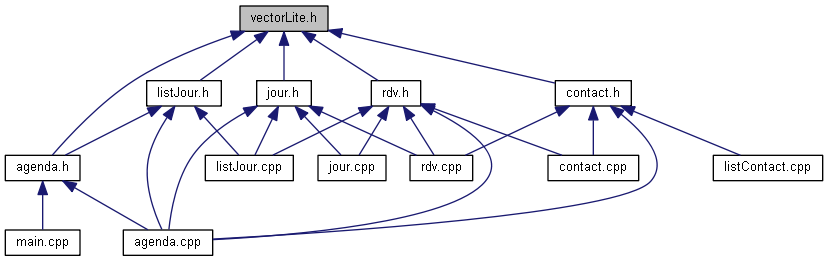 vectorLite.h
listJour.h
jour.h
rdv.h
contact.h
agenda.h
listJour.cpp
jour.cpp
rdv.cpp
contact.cpp
listContact.cpp
main.cpp
agenda.cpp